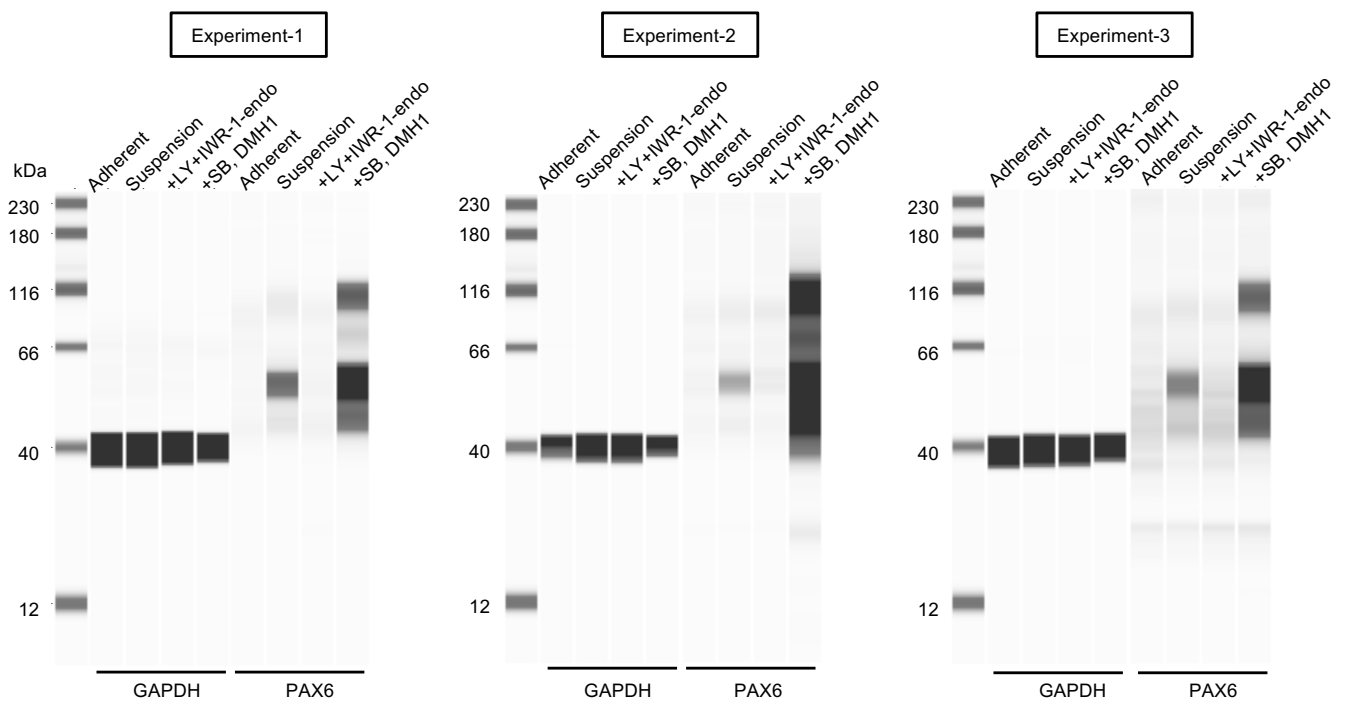 Experiment-1
Experiment-2
Experiment-3
kDa
Adherent
Suspension
+LY+IWR-1-endo
+SB, DMH1
Adherent
Suspension
+LY+IWR-1-endo
+SB, DMH1
230
180
116
66
40
12
GAPDH
PAX6
Adherent
Suspension
+LY+IWR-1-endo
+SB, DMH1
Adherent
Suspension
+LY+IWR-1-endo
+SB, DMH1
230
180
116
66
40
12
GAPDH
PAX6
Adherent
Suspension
+LY+IWR-1-endo
+SB, DMH1
Adherent
Suspension
+LY+IWR-1-endo
+SB, DMH1
230
180
116
66
40
12
GAPDH
PAX6